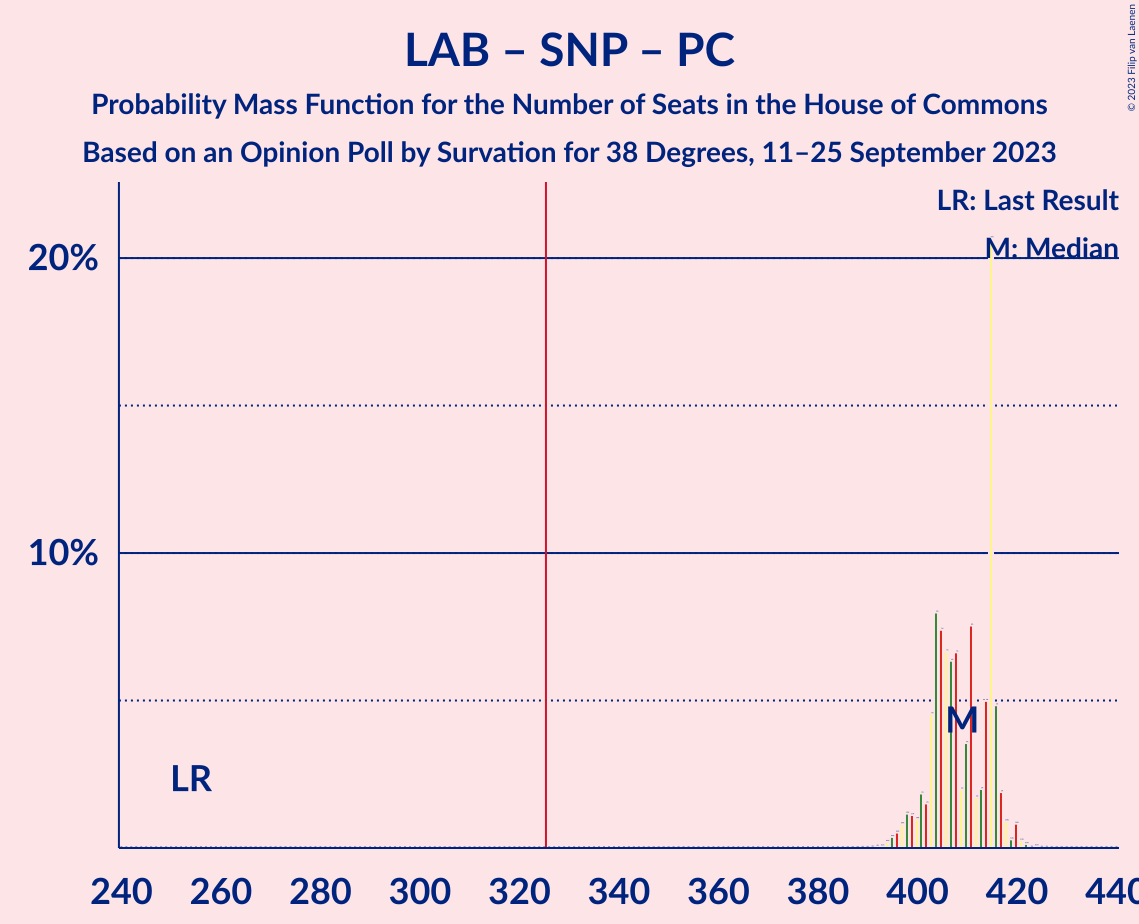 LAB – SNP – PC
Probability Mass Function for the Number of Seats in the House of Commons
Based on an Opinion Poll by Survation for 38 Degrees, 11–25 September 2023
© 2023 Filip van Laenen
LR: Last Result
M: Median
20%
10%
M
LR
240 260 280 300 320 340 360 380 400 420 440